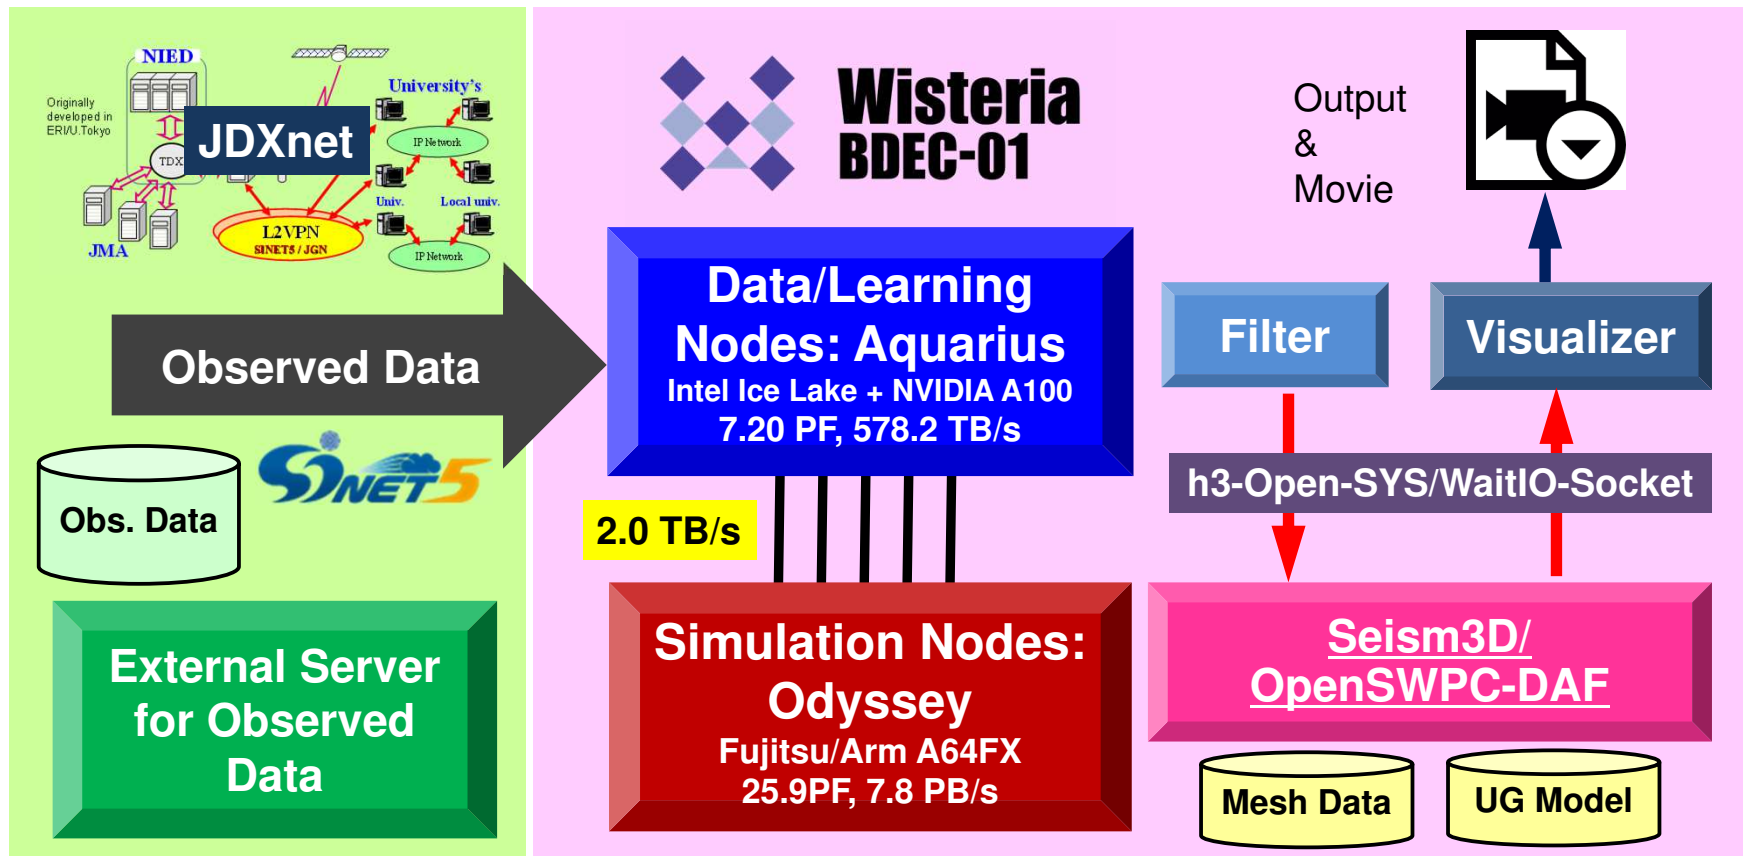 NIED
Originally
developed in
ERI/U.Tokyo
JDXnet
TDX
University's
IP Network
Univ.
Local univ.
L2VPN
SINET5 / JGN
IP Network
JMA
Observed Data
SINET5
Obs. Data
External Server
for Observed
Data
Wisteria
BDEC-01
Data/Learning
Nodes: Aquarius
Intel Ice Lake + NVIDIA A100
7.20 PF, 578.2 TB/s
2.0 TB/s
Simulation Nodes:
Odyssey
Fujitsu/Arm A64FX
25.9PF, 7.8 PB/s
Output
&
Movie
Filter
Visualizer
h3-Open-SYS/WaitIO-Socket
Seism3D/
OpenSWPC-DAF
Mesh Data
UG Model